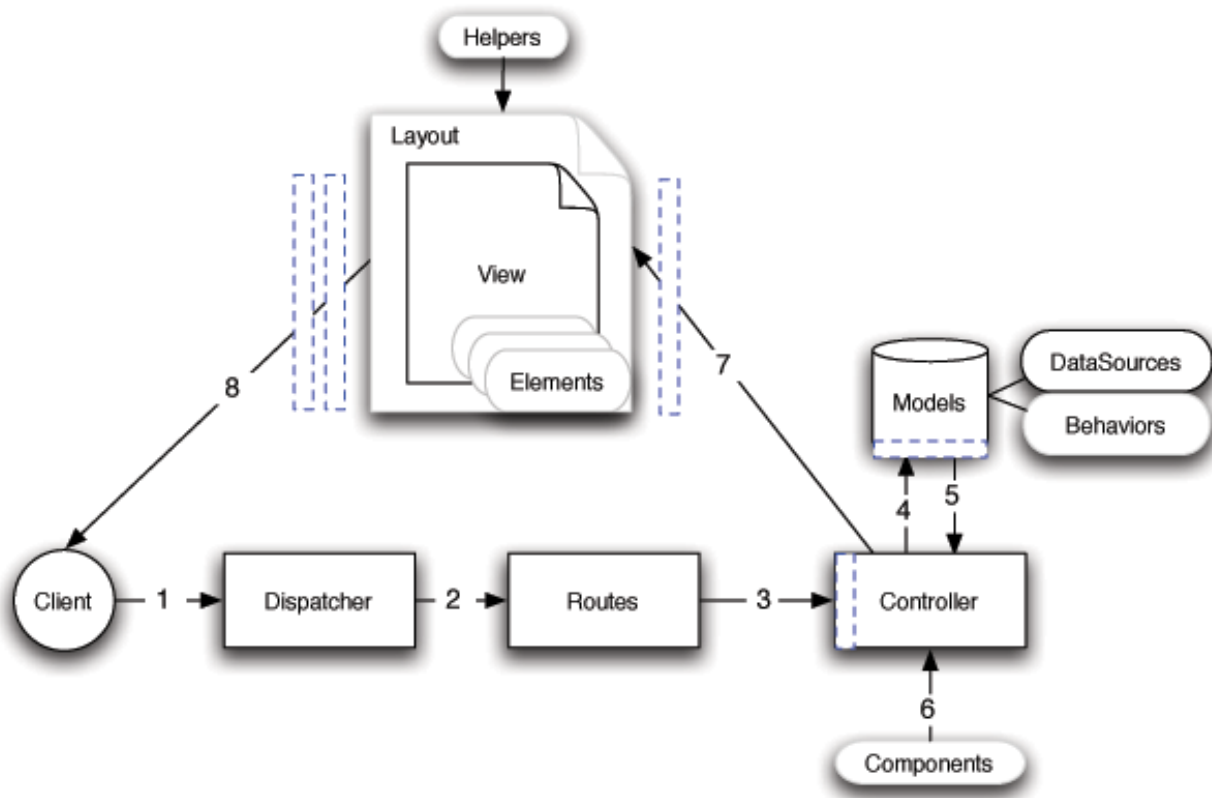 Helpers
Layout
View
Elements
8
7
DataSources
Models
Behaviors
4
5
Client
1
Dispatcher
2
Routes
3
Controller
6
Components